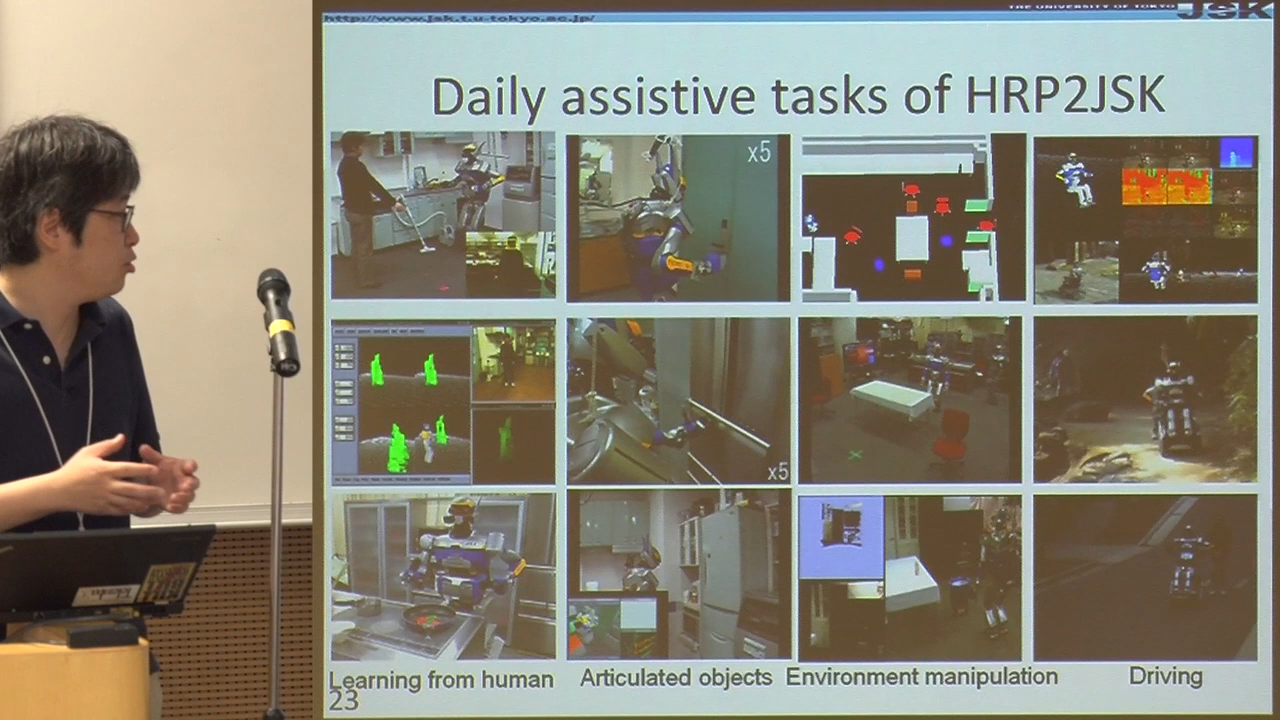 http://www.jsk.t.u-tokyo.ac.jp/
THE UNIVERSITY OF TOKYO JSK
Daily assistive tasks of HRP2JSK
x5
x5
Learning from human
Articulated objects
Environment manipulation
Driving
23